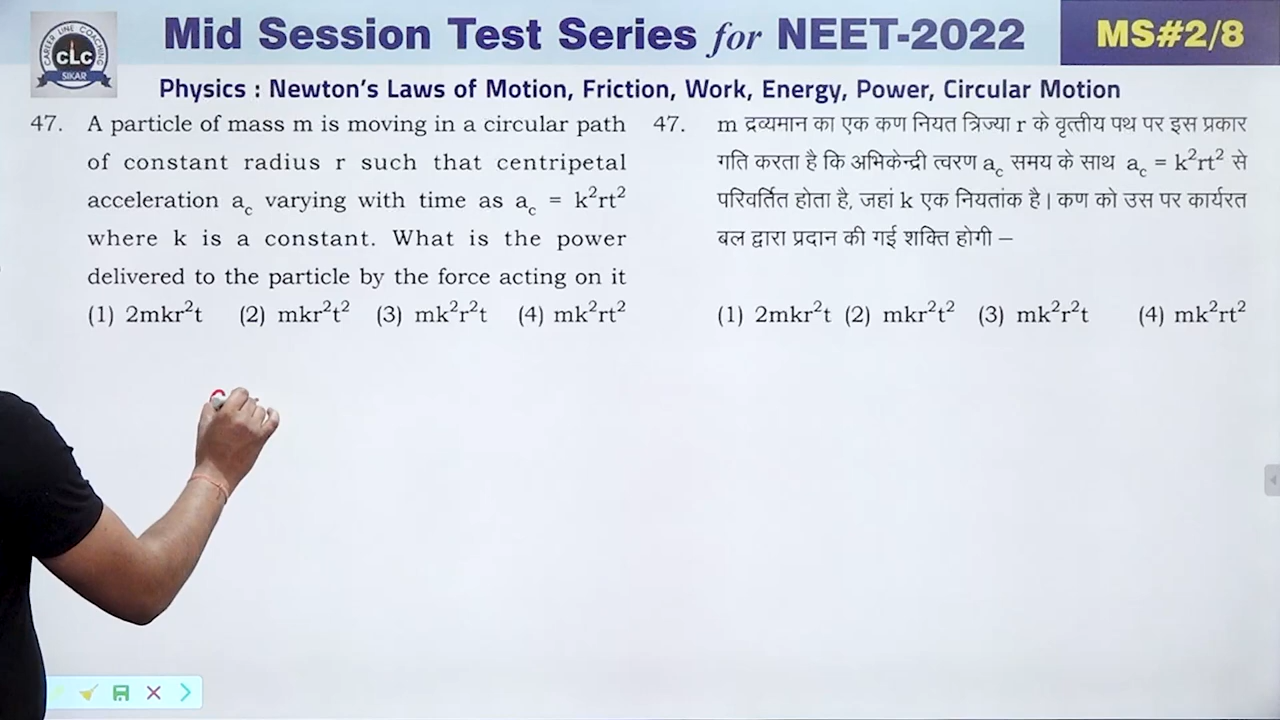 Mid Session Test Series for NEET-2022
MS#2/8
CAREER LINE COACHING
CLC
SIKAR
Physics : Newton's Laws of Motion, Friction, Work, Energy, Power, Circular Motion
47. A particle of mass m is moving in a circular path
of constant radius r such that centripetal
acceleration a_c varying with time as a_c = k²rt²
where k is a constant. What is the power
delivered to the particle by the force acting on it
(1) 2mkr²t (2) mkr²t² (3) mk²r²t (4) mk²rt²
47. m द्रव्यमान का एक कण नियत त्रिज्या r के वृत्तीय पथ पर इस प्रकार
गति करता है कि अभिकेन्द्री त्वरण a_c समय के साथ a_c = k²rt² से
परिवर्तित होता है, जहां k एक नियतांक है। कण को उस पर कार्यरत
बल द्वारा प्रदान की गई शक्ति होगी –
(1) 2mkr²t (2) mkr²t² (3) mk²r²t (4) mk²rt²